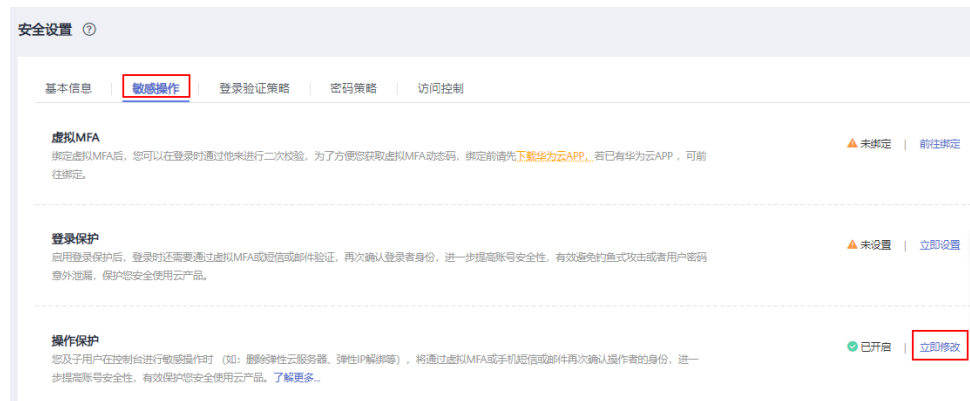 安全设置 ?
基本信息 敏感操作 登录验证策略 密码策略 访问控制
虚拟MFA
绑定虚拟MFA后，您可以在登录时通过他来进行二次校验，为了方便您获取虚拟MFA动态码，绑定前请先下载华为云APP，若已有华为云APP ，可前
往绑定。
未绑定 | 前往绑定
登录保护
启用登录保护后，登录时还需要通过虚拟MFA或短信或邮件验证，再次确认登录者身份，进一步提高账号安全性，有效避免钓鱼式攻击或者用户密码
意外泄漏，保护您安全使用云产品。
未设置 | 立即设置
操作保护
您及子用户在控制台进行敏感操作时 （如：删除弹性云服务器、弹性IP解绑等），将通过虚拟MFA或手机短信或邮件再次确认操作者的身份，进一
步提高账号安全性，有效保护您安全使用云产品。了解更多...
已开启 | 立即修改